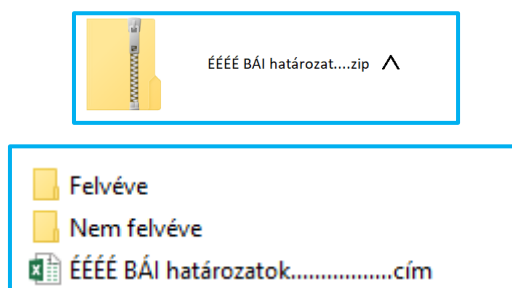 ÉÉÉÉ BÁI határozat....zip
Felvéve
Nem felvéve
ÉÉÉÉ BÁI határozatok.................cím